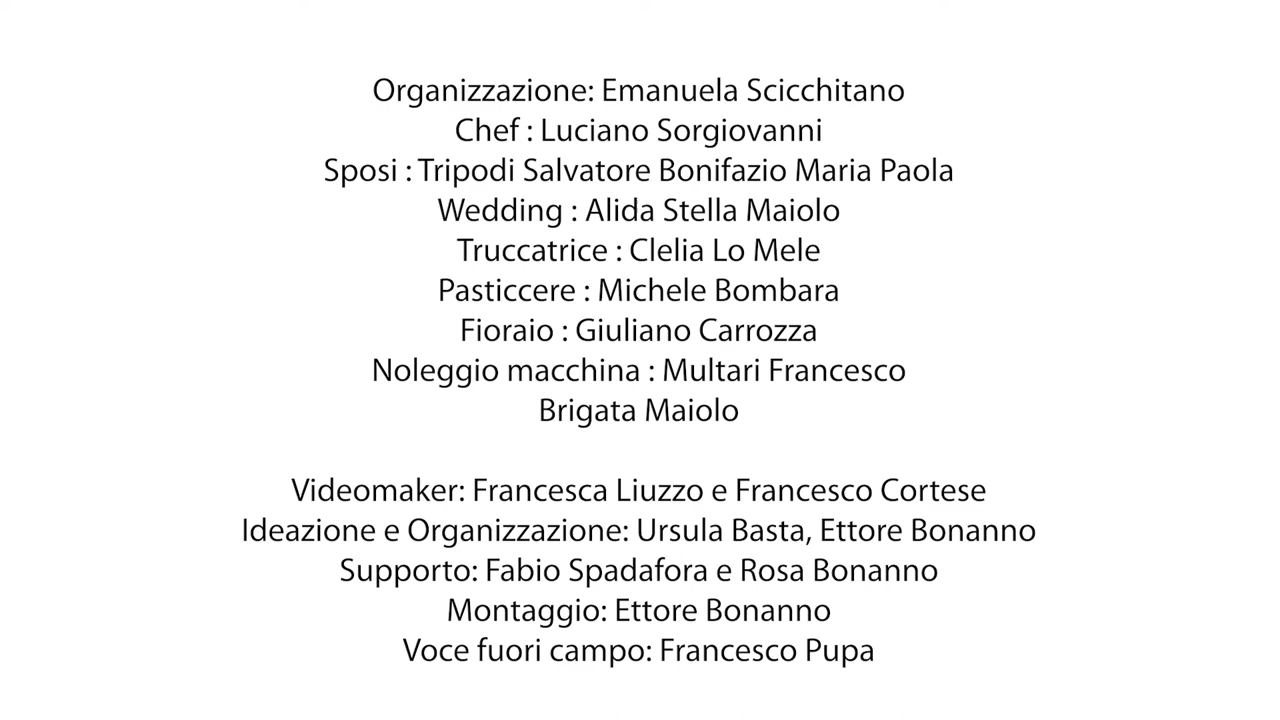 Organizzazione: Emanuela Scicchitano
Chef : Luciano Sorgiovanni
Sposi : Tripodi Salvatore Bonifazio Maria Paola
Wedding : Alida Stella Maiolo
Truccatrice : Clelia Lo Mele
Pasticcere : Michele Bombara
Fioraio : Giuliano Carrozza
Noleggio macchina : Multari Francesco
Brigata Maiolo
Videomaker: Francesca Liuzzo e Francesco Cortese
Ideazione e Organizzazione: Ursula Basta, Ettore Bonanno
Supporto: Fabio Spadafora e Rosa Bonanno
Montaggio: Ettore Bonanno
Voce fuori campo: Francesco Pupa